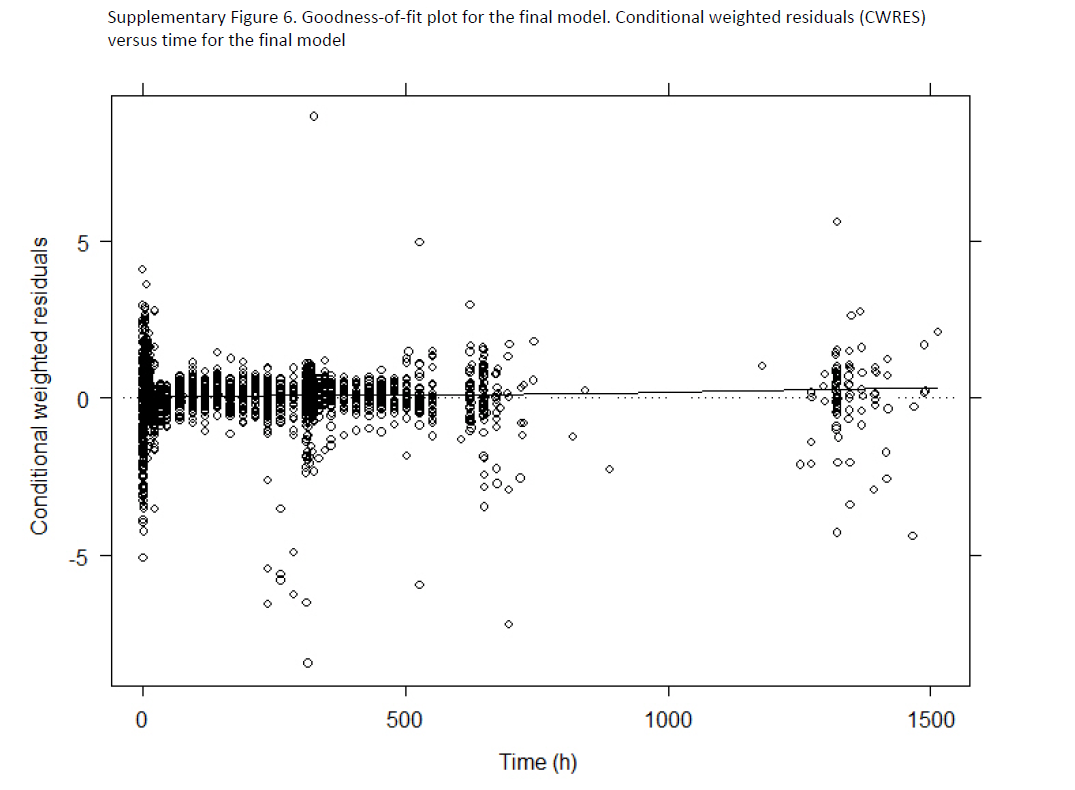 Supplementary Figure 6. Goodness-of-fit plot for the final model. Conditional weighted residuals (CWRES)
versus time for the final model
Conditional weighted residuals
5
0
-5
0
500
1000
1500
Time (h)